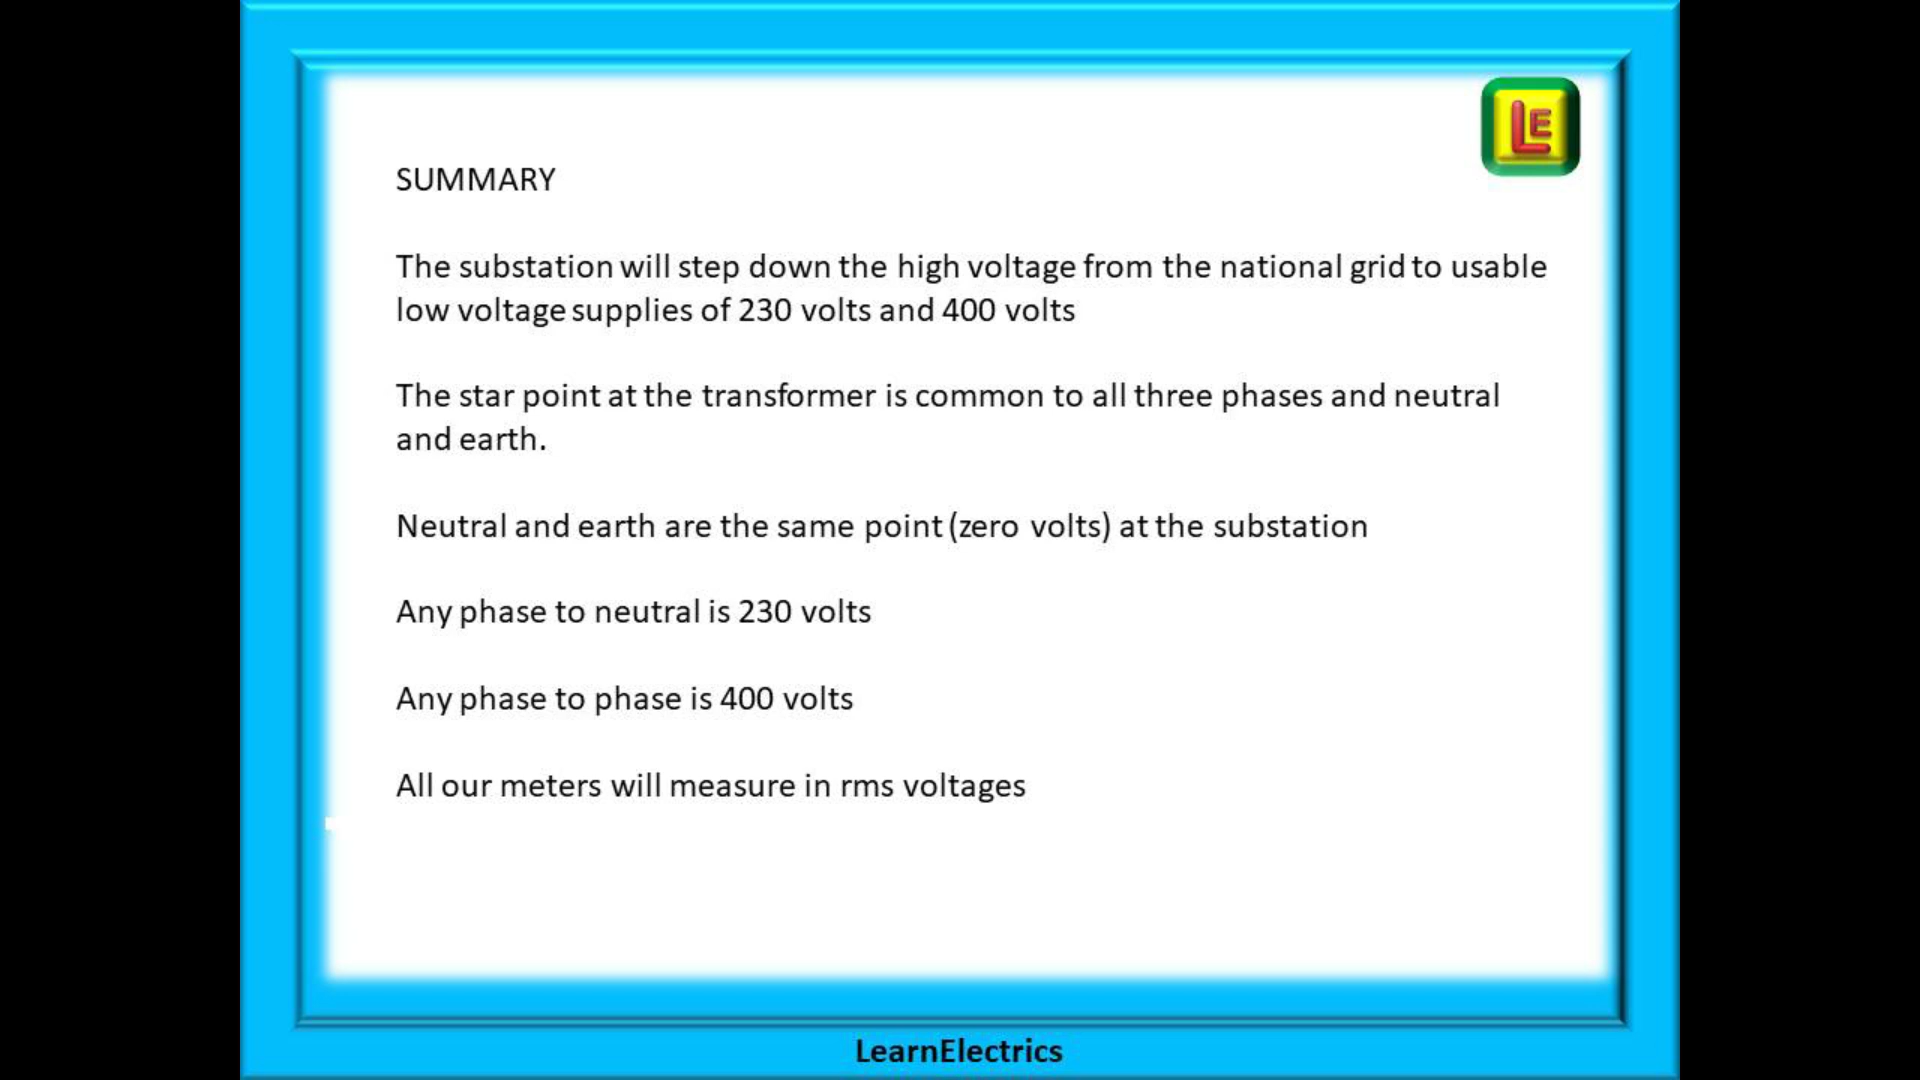 LE
SUMMARY
The substation will step down the high voltage from the national grid to usable
low voltage supplies of 230 volts and 400 volts
The star point at the transformer is common to all three phases and neutral
and earth.
Neutral and earth are the same point (zero volts) at the substation
Any phase to neutral is 230 volts
Any phase to phase is 400 volts
All our meters will measure in rms voltages
LearnElectrics